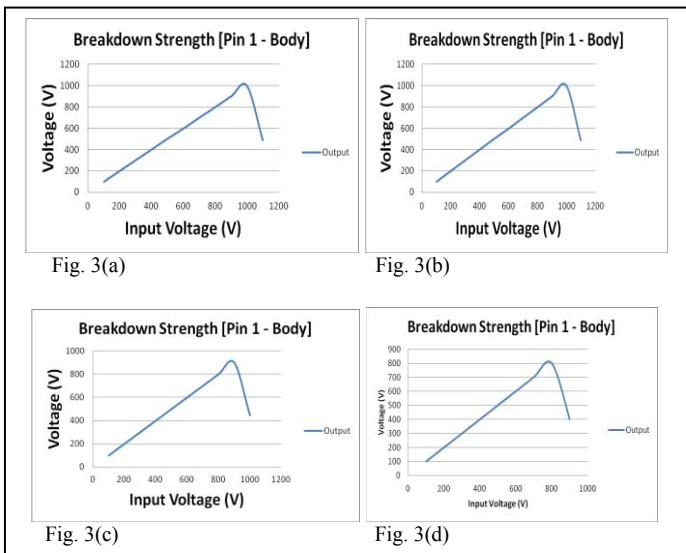 Breakdown Strength [Pin 1 - Body]
Voltage (V)
1200
1000
800
600
400
200
0
0 200 400 600 800 1000 1200
Input Voltage (V)
Output
Fig. 3(a)
Breakdown Strength [Pin 1 - Body]
Voltage (V)
1200
1000
800
600
400
200
0
0 200 400 600 800 1000 1200
Input Voltage (V)
Output
Fig. 3(b)
Breakdown Strength [Pin 1 - Body]
Voltage (V)
1000
800
600
400
200
0
0 200 400 600 800 1000 1200
Input Voltage (V)
Output
Fig. 3(c)
Breakdown Strength [Pin 1 - Body]
Voltage (V)
900
800
700
600
500
400
300
200
100
0
0 200 400 600 800 1000
Input Voltage (V)
Output
Fig. 3(d)